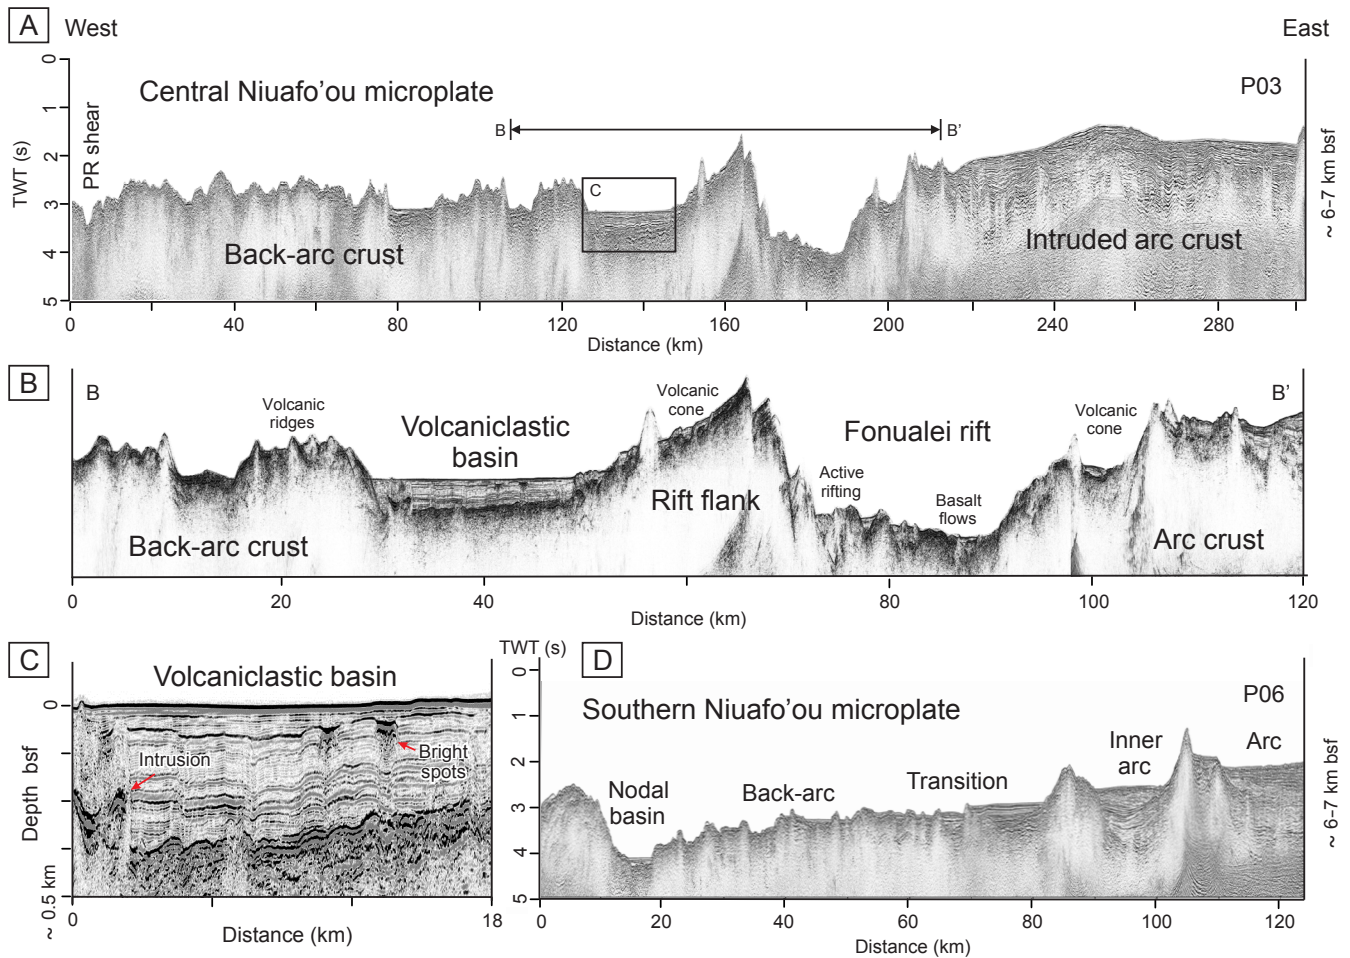 A
West
East
Central Niuafo'ou microplate
P03
B
B'
C
PR shear
TWT (s)
0
1
2
3
4
5
Back-arc crust
Intruded arc crust
~ 6–7 km bsf
0
40
80
120
160
200
240
280
Distance (km)
B
B
B'
Volcanic
ridges
Volcaniclastic
basin
Volcanic
cone
Fonualei rift
Volcanic
cone
Active
rifting
Basalt
flows
Rift flank
Back-arc crust
Arc crust
0
20
40
80
100
120
Distance (km)
C
Volcaniclastic basin
0
Depth bsf
~ 0.5 km
Intrusion
Bright
spots
0
18
Distance (km)
TWT (s)
D
P06
Southern Niuafo'ou microplate
0
1
2
3
4
5
Nodal
basin
Back-arc
Transition
Inner
arc
Arc
~ 6–7 km bsf
0
20
40
60
80
100
120
Distance (km)